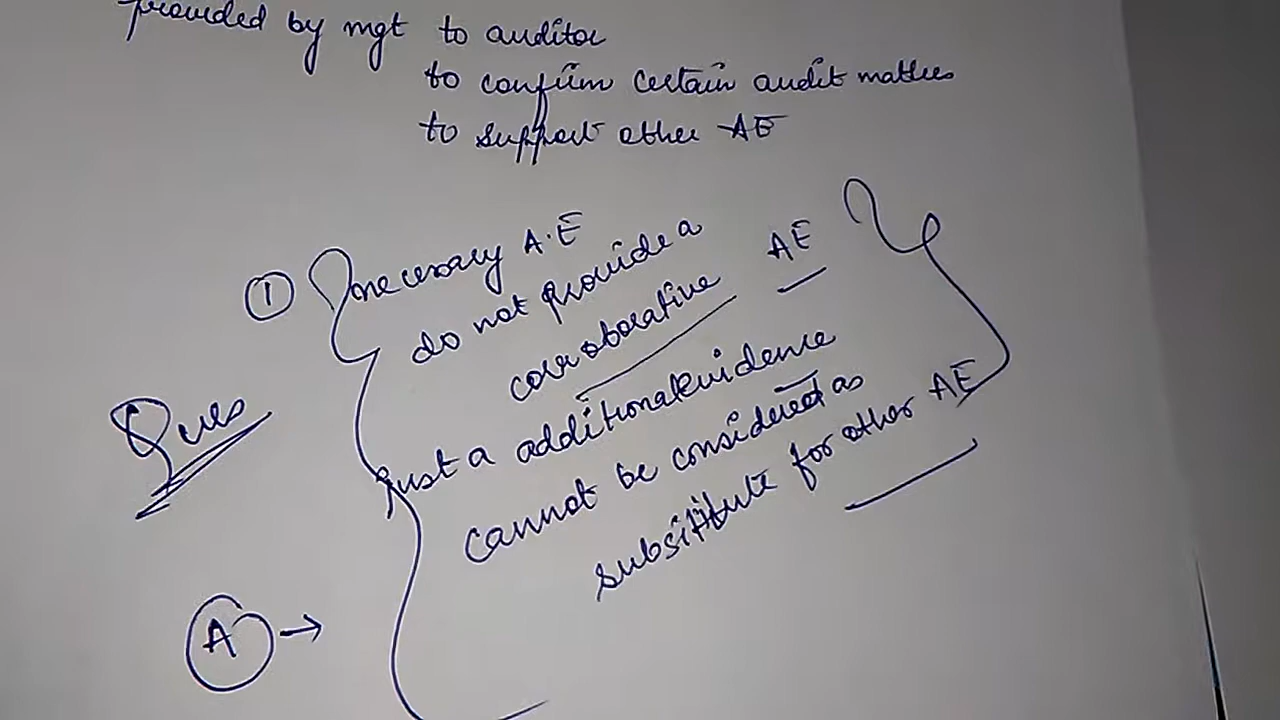 provided by mgt to auditor
to confirm certain audit matters
to support other AE
① necessary A.E
do not provide a
corroborative AE
just a additional evidence
cannot be considered as
subsitute for other AE
Ques
A →